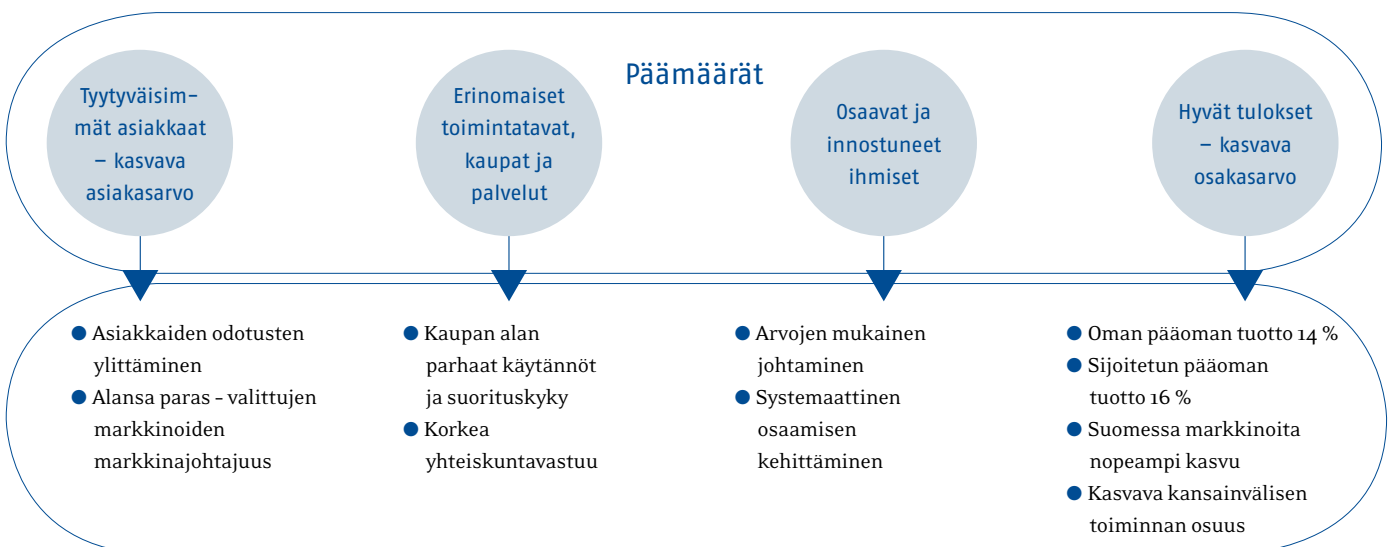 Päämäärät
Tyytyväisim-
mät asiakkaat
– kasvava
asiakasarvo
Erinomaiset
toimintatavat,
kaupat ja
palvelut
Osaavat ja
innostuneet
ihmiset
Hyvät tulokset
– kasvava
osakasarvo
● Asiakkaiden odotusten
ylittäminen
● Alansa paras - valittujen
markkinoiden
markkinajohtajuus
● Kaupan alan
parhaat käytännöt
ja suorituskyky
● Korkea
yhteiskuntavastuu
● Arvojen mukainen
johtaminen
● Systemaattinen
osaamisen
kehittäminen
● Oman pääoman tuotto 14 %
● Sijoitetun pääoman
tuotto 16 %
● Suomessa markkinoita
nopeampi kasvu
● Kasvava kansainvälisen
toiminnan osuus